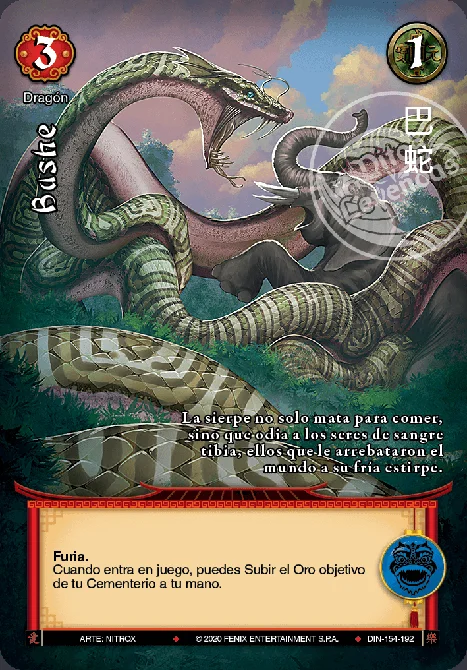 3
1
Dragón
Bashe
巴
蛇
Mitos
Leyendas
La sierpe no solo mata para comer,
sino que odia a los seres de sangre
tibia, ellos que le arrebataron el
mundo a su fría estirpe.
Furia.
Cuando entra en juego, puedes Subir el Oro objetivo
de tu Cementerio a tu mano.
ARTE: NITROX
© 2020 FENIX ENTERTAINMENT S.P.A.
DIN-154-192